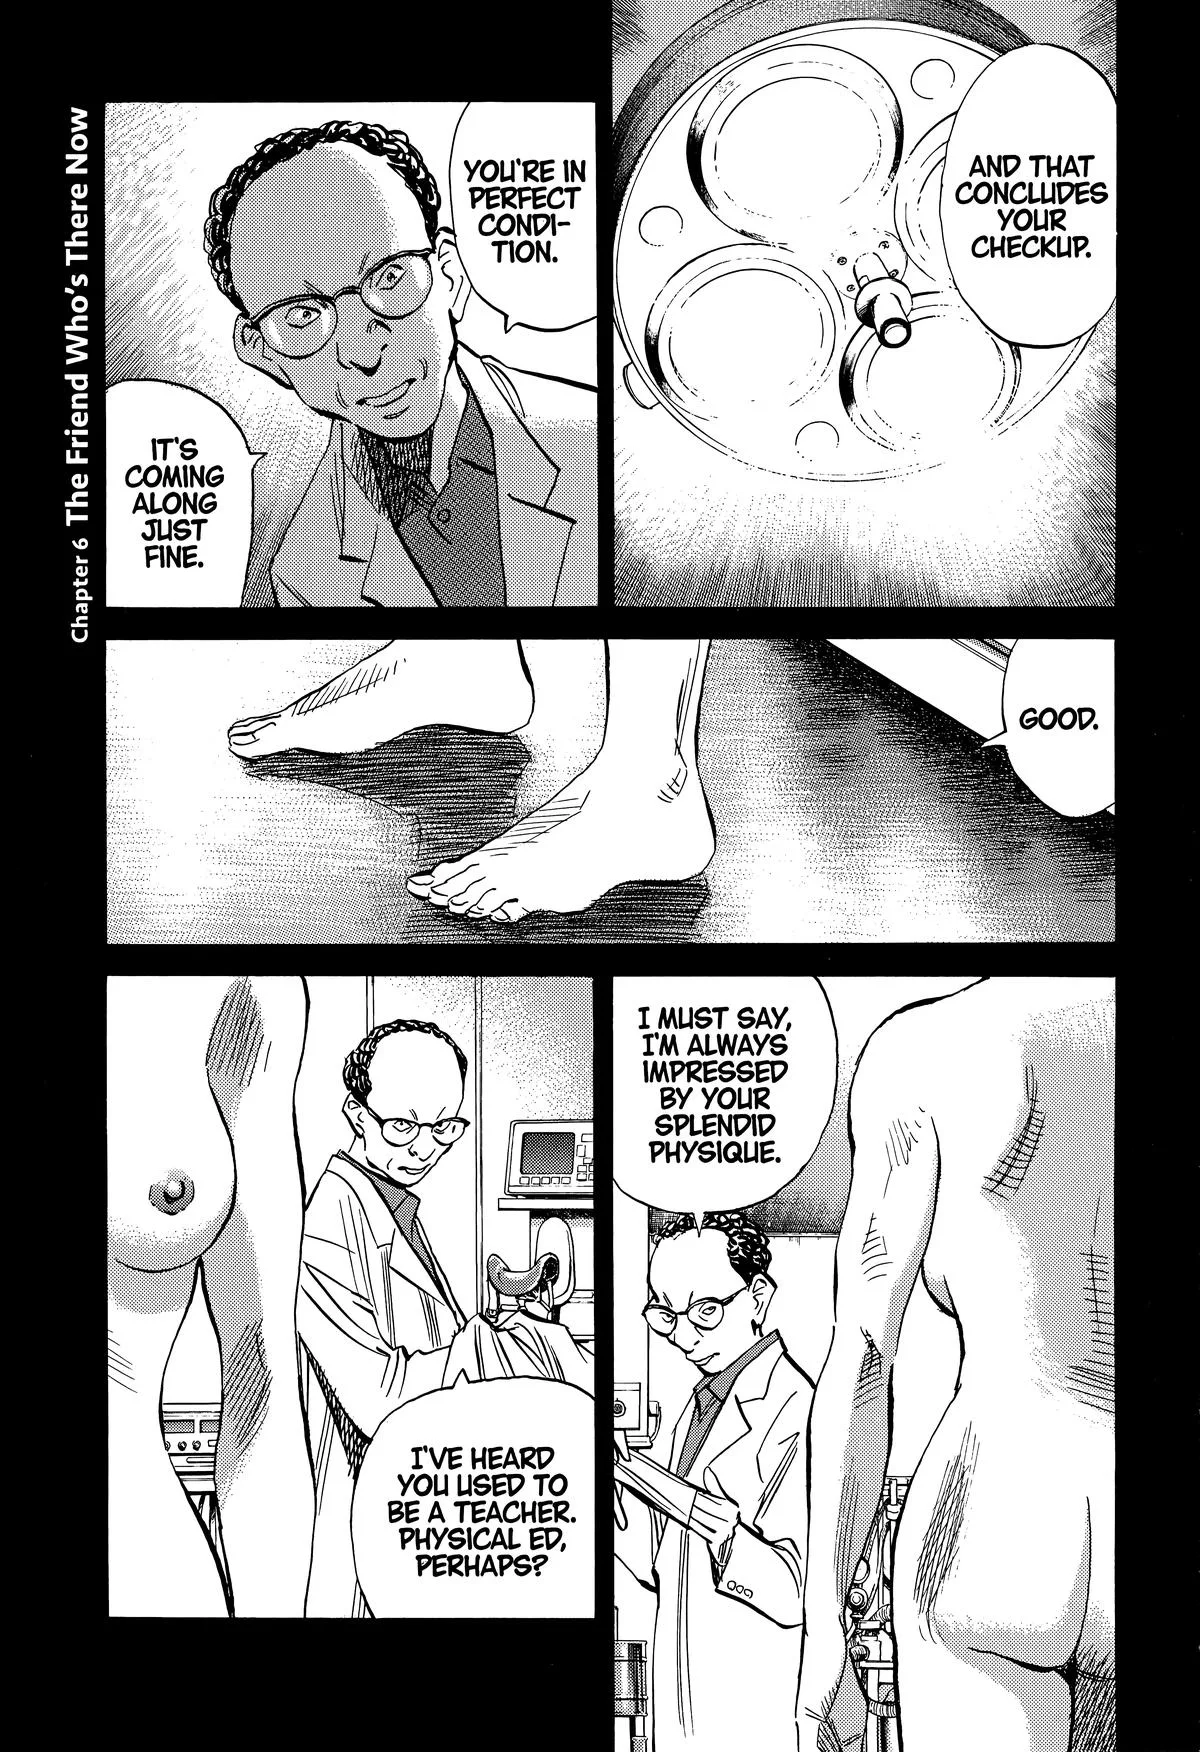 Chapter 6 The Friend Who's There Now
AND THAT
CONCLUDES
YOUR
CHECKUP.
YOU'RE IN
PERFECT
CONDI-
TION.
IT'S
COMING
ALONG
JUST
FINE.
GOOD.
I MUST SAY,
I'M ALWAYS
IMPRESSED
BY YOUR
SPLENDID
PHYSIQUE.
I'VE HEARD
YOU USED TO
BE A TEACHER.
PHYSICAL ED,
PERHAPS?